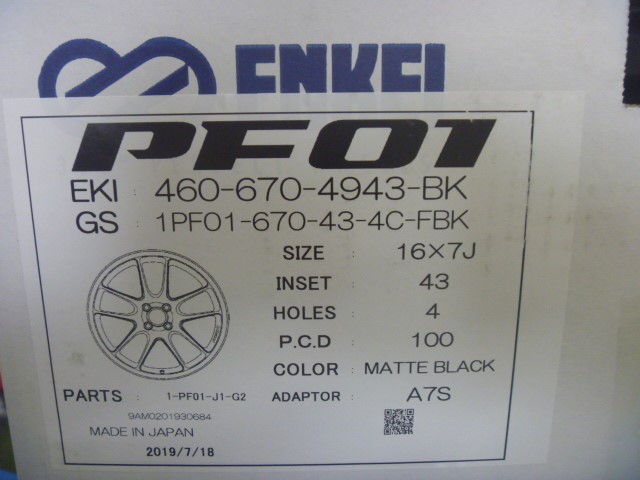 ENKEI
PF01
EKI : 460-670-4943-BK
GS : 1PF01-670-43-4C-FBK
SIZE : 16×7J
INSET : 43
HOLES : 4
P.C.D : 100
COLOR : MATTE BLACK
PARTS : 1-PF01-J1-G2 ADAPTOR : A7S
9AM0201930684
MADE IN JAPAN
2019/7/18